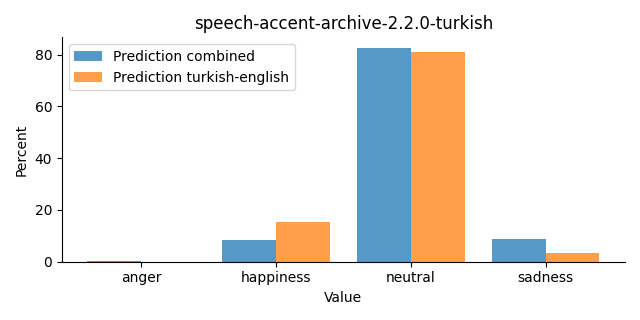 speech-accent-archive-2.2.0-turkish
Prediction combined
Prediction turkish-english
Percent
80
60
40
20
0
anger happiness neutral sadness
Value